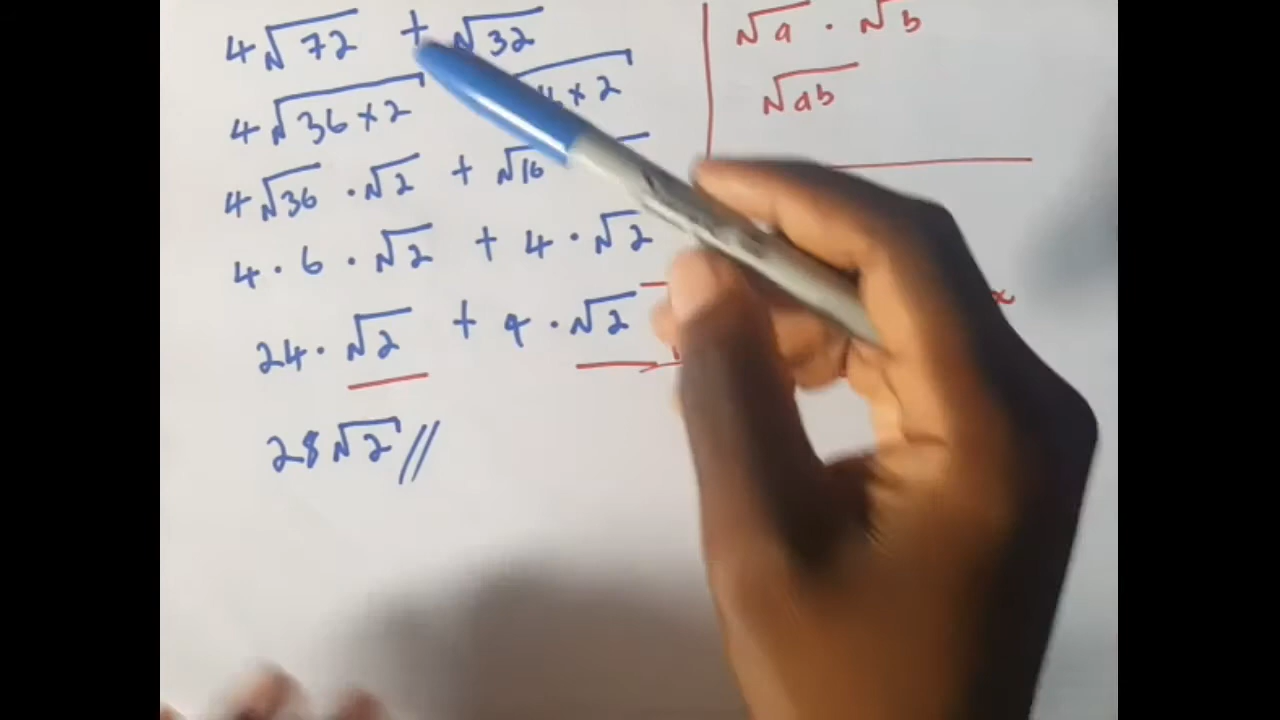 4√72 + √32
4√36×2 ×2
4√36 · √2 + √16
4 · 6 · √2 + 4 · √2
24 · √2 + 4 · √2
28√2 //
√a · √b
√ab
x